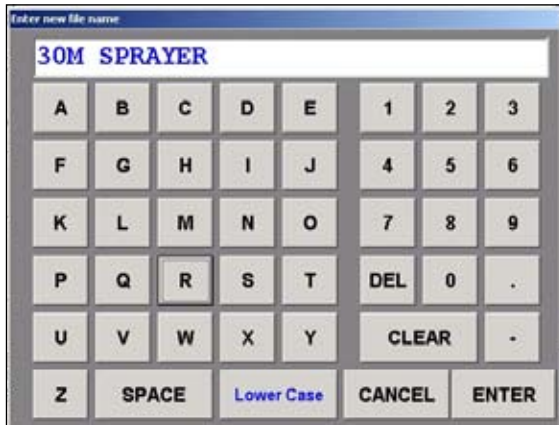 Enter new file name
30M SPRAYER
A B C D E 1 2 3
F G H I J 4 5 6
K L M N O 7 8 9
P Q R S T DEL 0 .
U V W X Y CLEAR -
Z SPACE Lower Case CANCEL ENTER